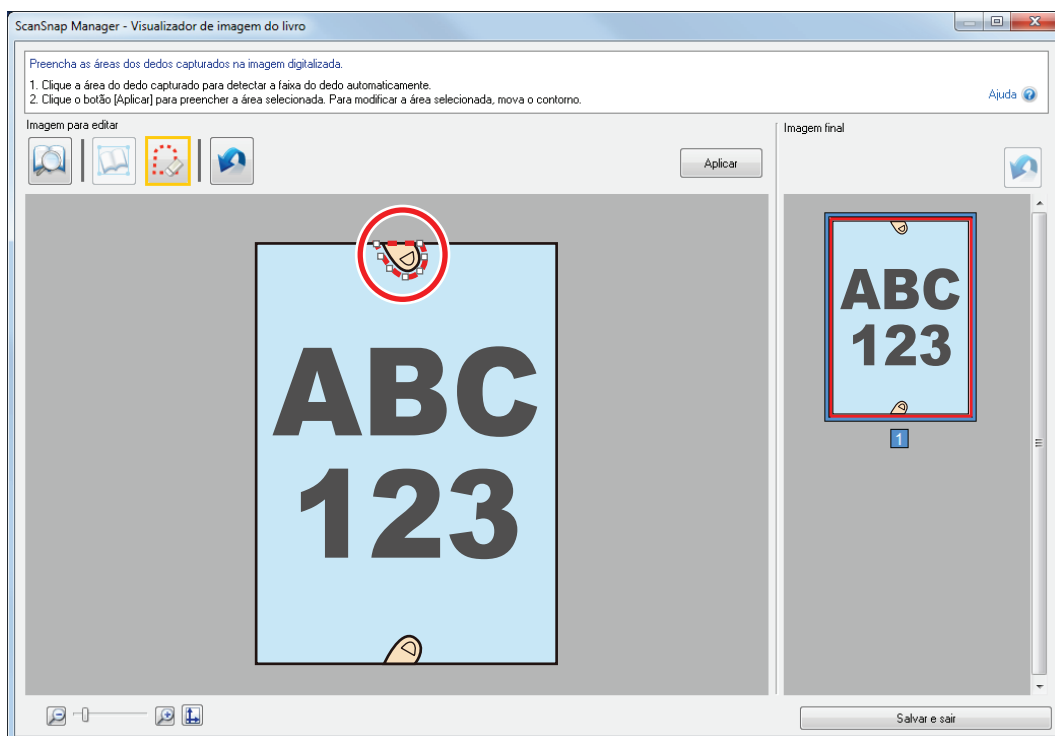 ScanSnap Manager - Visualizador de imagem do livro
Preencha as áreas dos dedos capturados na imagem digitalizada.
1. Clique a área do dedo capturado para detectar a faixa do dedo automaticamente.
2. Clique o botão [Aplicar] para preencher a área selecionada. Para modificar a área selecionada, mova o contorno.
Ajuda
Imagem para editar
Aplicar
Imagem final
ABC
123
ABC
123
1
Salvar e sair